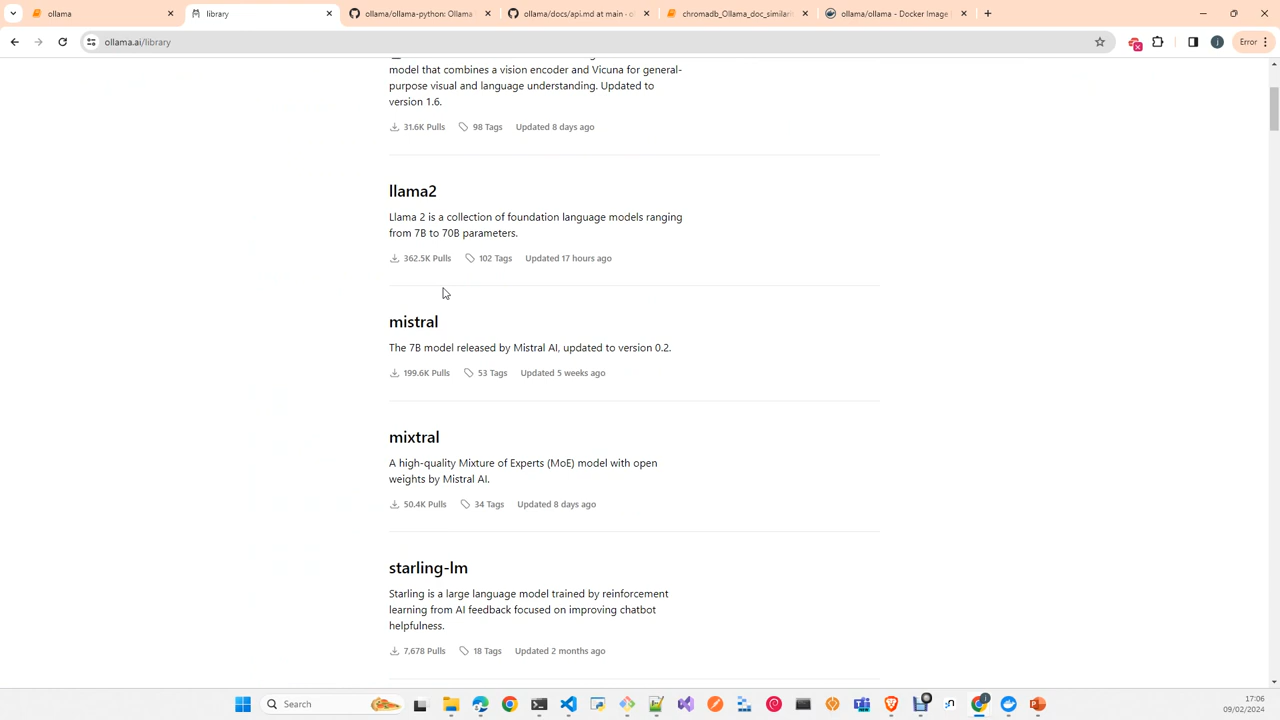 ollama
library
ollama/ollama-python: Ollama
ollama/docs/api.md at main · o
chromadb_Ollama_doc_similari
ollama/ollama - Docker Image
ollama.ai/library
Error
model that combines a vision encoder and Vicuna for general-
purpose visual and language understanding. Updated to
version 1.6.
31.6K Pulls 98 Tags Updated 8 days ago
llama2
Llama 2 is a collection of foundation language models ranging
from 7B to 70B parameters.
362.5K Pulls 102 Tags Updated 17 hours ago
mistral
The 7B model released by Mistral AI, updated to version 0.2.
199.6K Pulls 53 Tags Updated 5 weeks ago
mixtral
A high-quality Mixture of Experts (MoE) model with open
weights by Mistral AI.
50.4K Pulls 34 Tags Updated 8 days ago
starling-lm
Starling is a large language model trained by reinforcement
learning from AI feedback focused on improving chatbot
helpfulness.
7,678 Pulls 18 Tags Updated 2 months ago
Search
17:06
09/02/2024